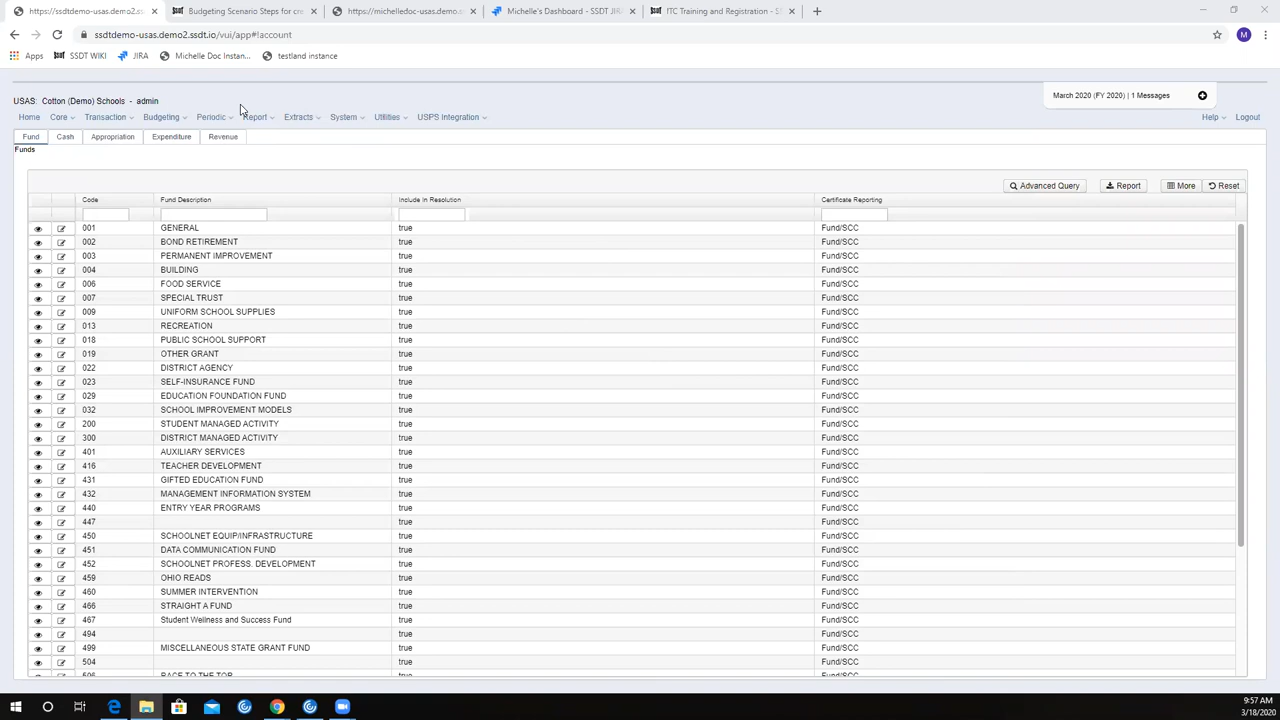 https://ssdtdemo-usas.demo2.ssdt.i
Budgeting Scenario Steps for cre
https://michelledoc-usas.demo.ss
Michelle's Dashboard - SSDT JIRA
ITC Training and Registration - SS
ssdtdemo-usas.demo2.ssdt.io/vui/app#!account
M
Apps SSDT WIKI JIRA Michelle Doc Instan... testland instance
USAS: Cotton (Demo) Schools - admin
March 2020 (FY 2020) | 1 Messages
Home Core Transaction Budgeting Periodic Report Extracts System Utilities USPS Integration Help Logout
Fund Cash Appropriation Expenditure Revenue
Funds
Advanced Query Report More Reset
Code Fund Description Include In Resolution Certificate Reporting
001 GENERAL true Fund/SCC
002 BOND RETIREMENT true Fund/SCC
003 PERMANENT IMPROVEMENT true Fund/SCC
004 BUILDING true Fund/SCC
006 FOOD SERVICE true Fund/SCC
007 SPECIAL TRUST true Fund/SCC
009 UNIFORM SCHOOL SUPPLIES true Fund/SCC
013 RECREATION true Fund/SCC
018 PUBLIC SCHOOL SUPPORT true Fund/SCC
019 OTHER GRANT true Fund/SCC
022 DISTRICT AGENCY true Fund/SCC
023 SELF-INSURANCE FUND true Fund/SCC
029 EDUCATION FOUNDATION FUND true Fund/SCC
032 SCHOOL IMPROVEMENT MODELS true Fund/SCC
200 STUDENT MANAGED ACTIVITY true Fund/SCC
300 DISTRICT MANAGED ACTIVITY true Fund/SCC
401 AUXILIARY SERVICES true Fund/SCC
416 TEACHER DEVELOPMENT true Fund/SCC
431 GIFTED EDUCATION FUND true Fund/SCC
432 MANAGEMENT INFORMATION SYSTEM true Fund/SCC
440 ENTRY YEAR PROGRAMS true Fund/SCC
447 true Fund/SCC
450 SCHOOLNET EQUIP/INFRASTRUCTURE true Fund/SCC
451 DATA COMMUNICATION FUND true Fund/SCC
452 SCHOOLNET PROFESS. DEVELOPMENT true Fund/SCC
459 OHIO READS true Fund/SCC
460 SUMMER INTERVENTION true Fund/SCC
466 STRAIGHT A FUND true Fund/SCC
467 Student Wellness and Success Fund true Fund/SCC
494 true Fund/SCC
499 MISCELLANEOUS STATE GRANT FUND true Fund/SCC
504 true Fund/SCC
506 RACE TO THE TOP true Fund/SCC
9:57 AM
3/18/2020